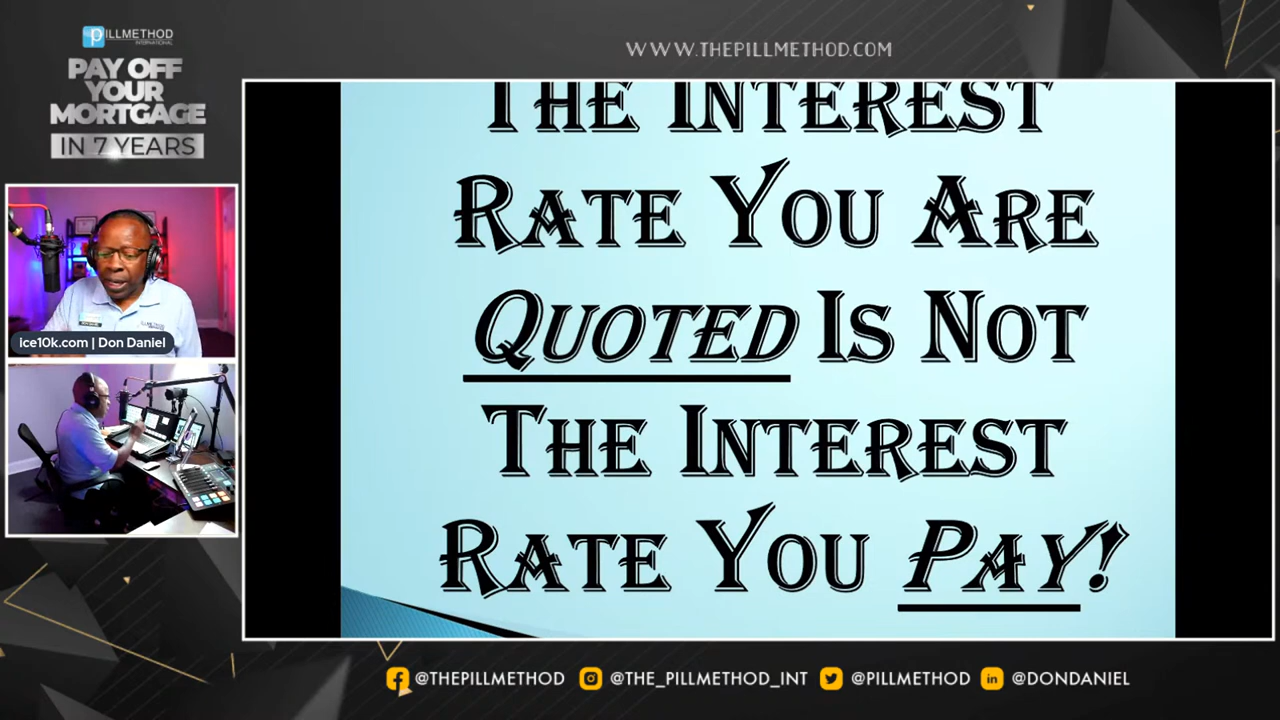 PILLMETHOD
INTERNATIONAL
PAY OFF
YOUR
MORTGAGE
IN 7 YEARS
WWW.THEPILLMETHOD.COM
THE INTEREST
RATE YOU ARE
QUOTED IS NOT
THE INTEREST
RATE YOU PAY!
ice10k.com | Don Daniel
@THEPILLMETHOD
@THE_PILLMETHOD_INT
@PILLMETHOD
@DONDANIEL